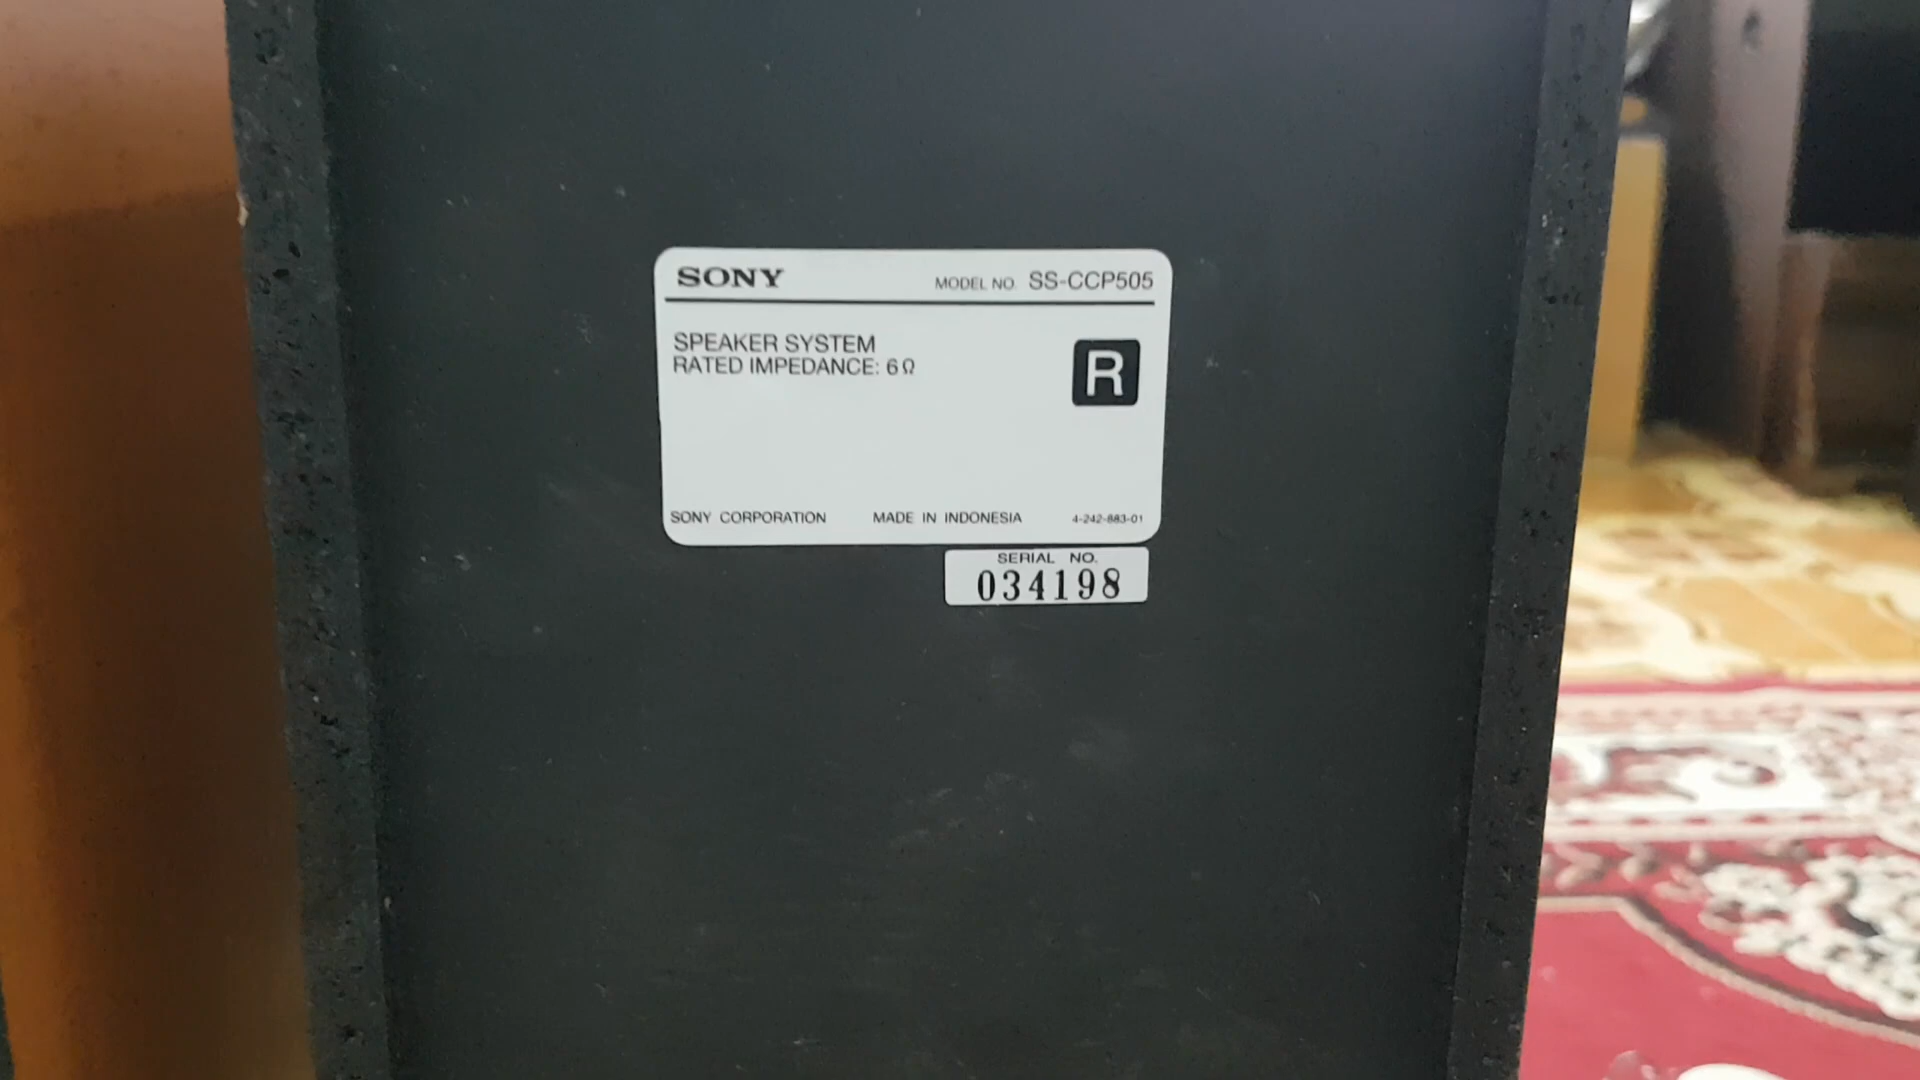 SONY MODEL NO. SS-CCP505
SPEAKER SYSTEM
RATED IMPEDANCE: 6Ω
R
SONY CORPORATION MADE IN INDONESIA 4-242-883-01
SERIAL NO.
034198